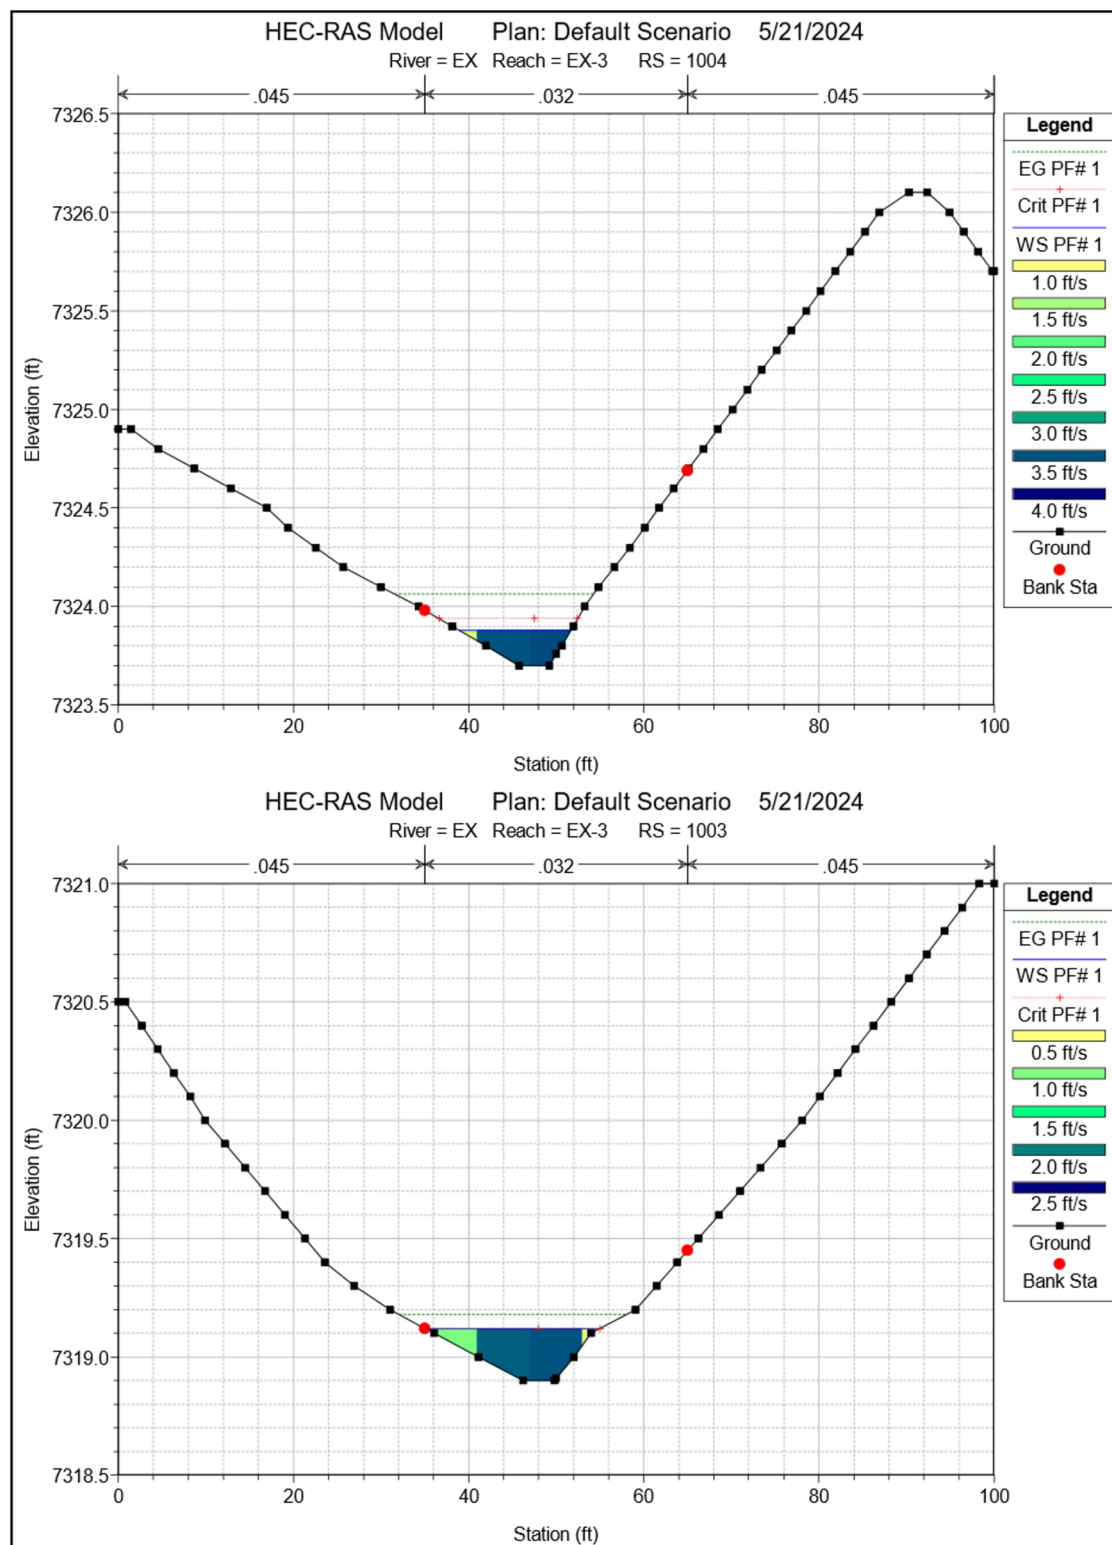 HEC-RAS Model Plan: Default Scenario 5/21/2024
River = EX Reach = EX-3 RS = 1004
.045 .032 .045
7326.5
7326.0
7325.5
7325.0
7324.5
7324.0
7323.5
Elevation (ft)
0 20 40 60 80 100
Station (ft)
Legend
EG PF# 1
Crit PF# 1
WS PF# 1
1.0 ft/s
1.5 ft/s
2.0 ft/s
2.5 ft/s
3.0 ft/s
3.5 ft/s
4.0 ft/s
Ground
Bank Sta
HEC-RAS Model Plan: Default Scenario 5/21/2024
River = EX Reach = EX-3 RS = 1003
.045 .032 .045
7321.0
7320.5
7320.0
7319.5
7319.0
7318.5
Elevation (ft)
0 20 40 60 80 100
Station (ft)
Legend
EG PF# 1
WS PF# 1
Crit PF# 1
0.5 ft/s
1.0 ft/s
1.5 ft/s
2.0 ft/s
2.5 ft/s
Ground
Bank Sta